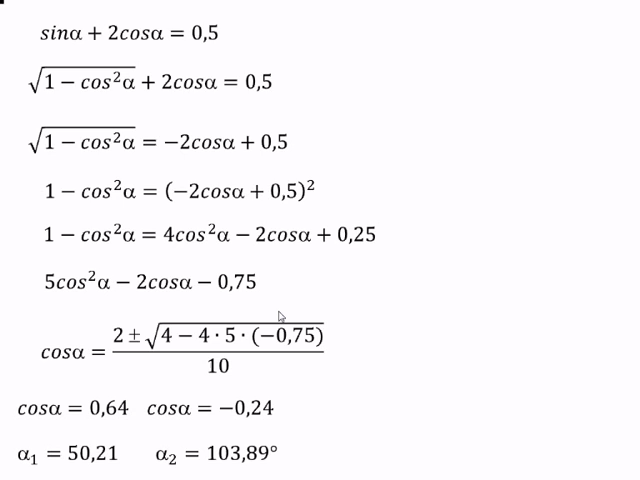 sinα + 2cosα = 0,5
√(1 − cos²α) + 2cosα = 0,5
√(1 − cos²α) = −2cosα + 0,5
1 − cos²α = (−2cosα + 0,5)²
1 − cos²α = 4cos²α − 2cosα + 0,25
5cos²α − 2cosα − 0,75
cosα = (2 ± √(4 − 4 · 5 · (−0,75))) / 10
cosα = 0,64 cosα = −0,24
α₁ = 50,21 α₂ = 103,89°